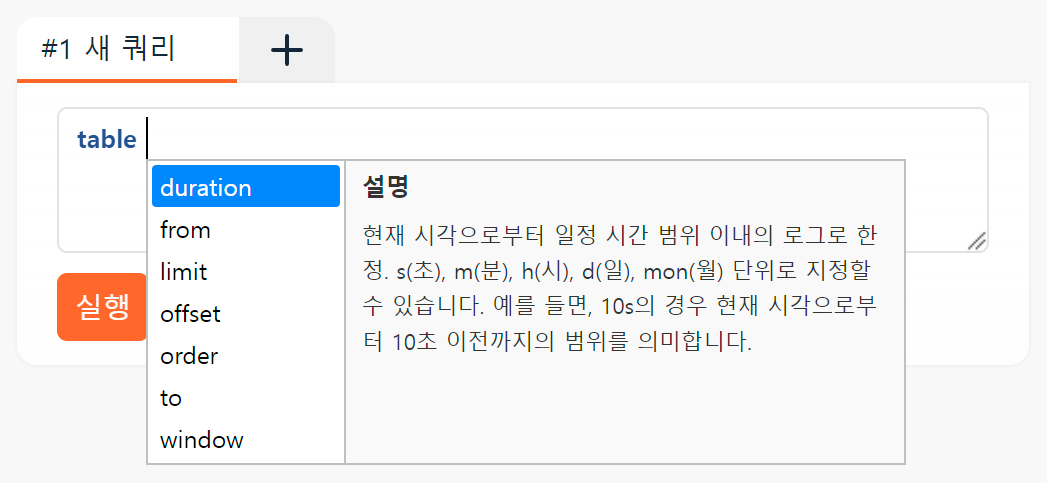 #1 새 쿼리
table
duration
from
limit
offset
order
to
window
설명
현재 시각으로부터 일정 시간 범위 이내의 로그로 한
정. s(초), m(분), h(시), d(일), mon(월) 단위로 지정할
수 있습니다. 예를 들면, 10s의 경우 현재 시각으로부
터 10초 이전까지의 범위를 의미합니다.
실행